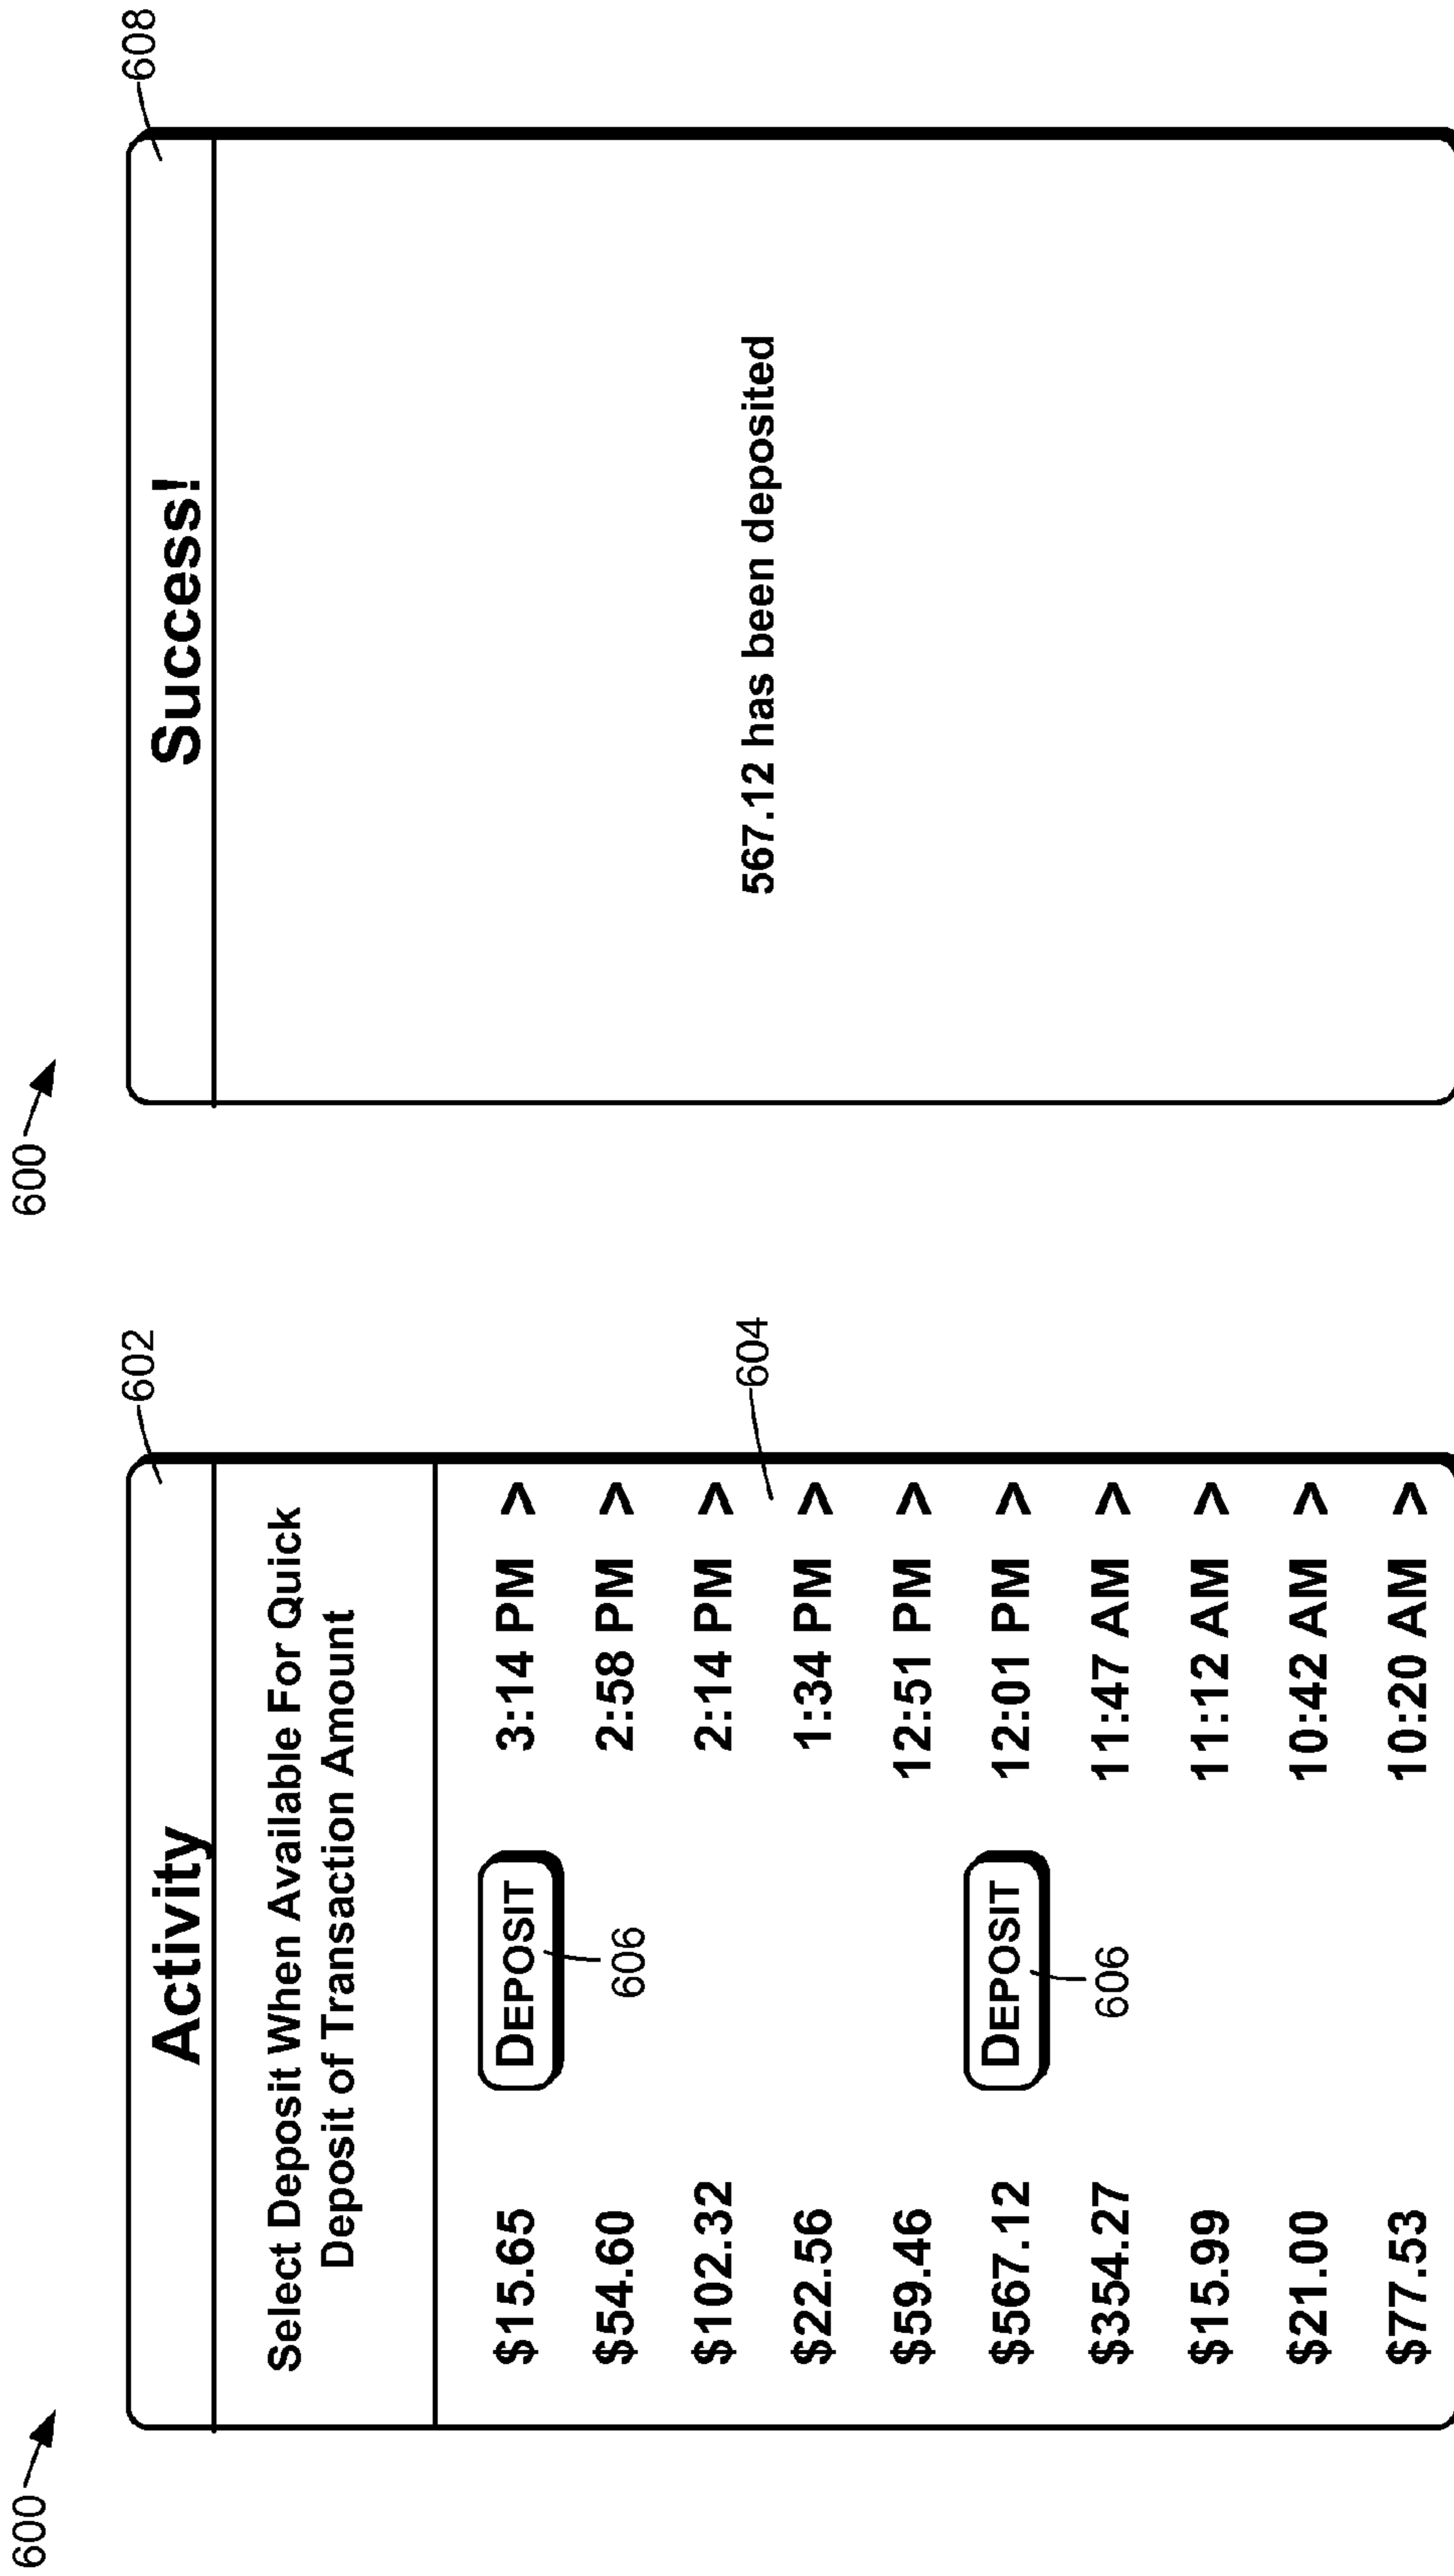 600
602
Activity
Select Deposit When Available For Quick
Deposit of Transaction Amount
$15.65 DEPOSIT 3:14 PM >
606
$54.60 2:58 PM >
$102.32 2:14 PM >
604
$22.56 1:34 PM >
$59.46 12:51 PM >
$567.12 DEPOSIT 12:01 PM >
606
$354.27 11:47 AM >
$15.99 11:12 AM >
$21.00 10:42 AM >
$77.53 10:20 AM >
600
608
Success!
567.12 has been deposited